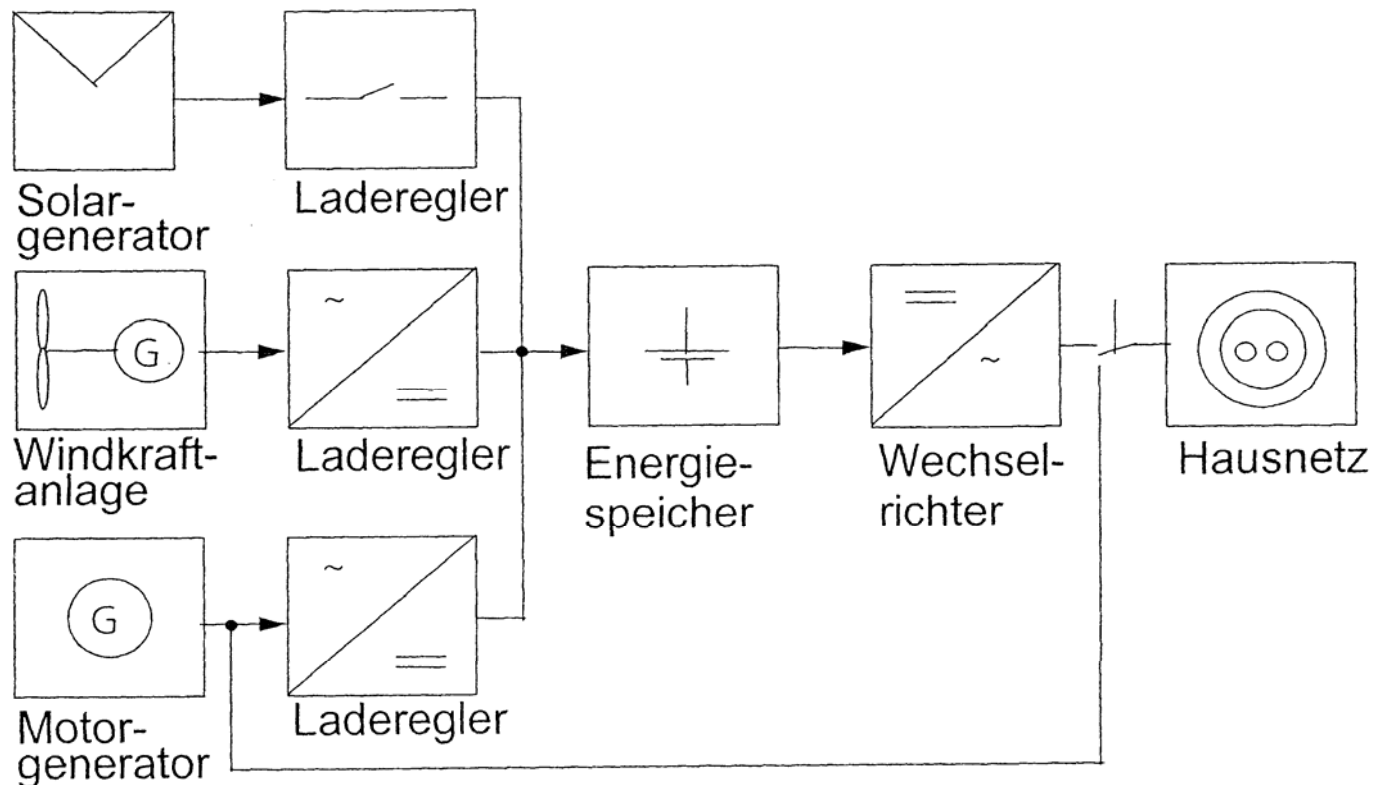 Solar-
generator
Laderegler
G
Windkraft-
anlage
Laderegler
Energie-
speicher
Wechsel-
richter
Hausnetz
G
Motor-
generator
Laderegler